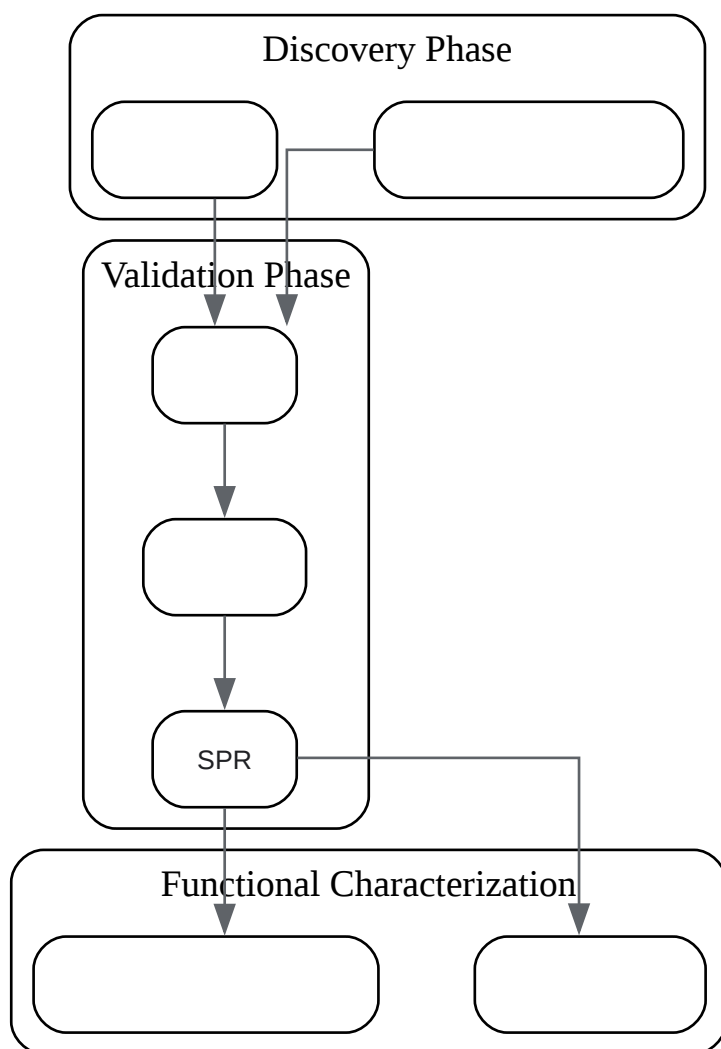 Discovery Phase
Validation Phase
SPR
Functional Characterization